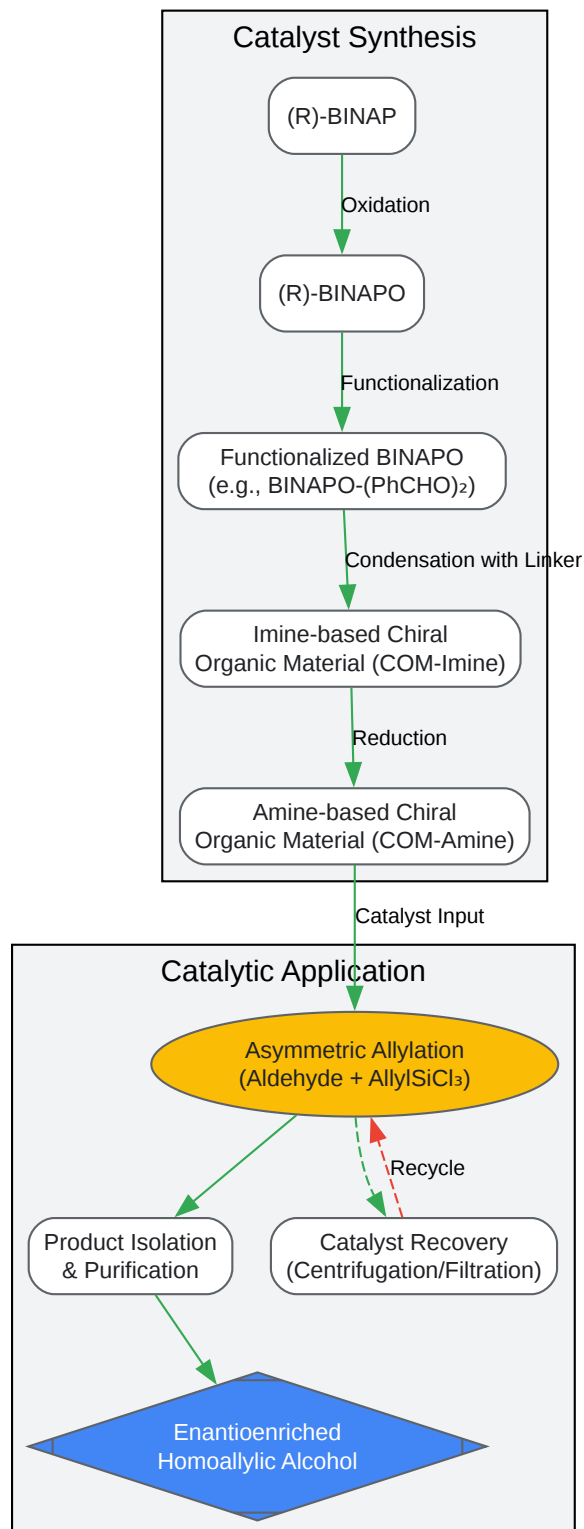 Catalyst Synthesis
(R)-BINAP
Oxidation
(R)-BINAPO
Functionalization
Functionalized BINAPO
(e.g., BINAPO-(PhCHO)₂)
Condensation with Linker
Imine-based Chiral
Organic Material (COM-Imine)
Reduction
Amine-based Chiral
Organic Material (COM-Amine)
Catalyst Input
Catalytic Application
Asymmetric Allylation
(Aldehyde + AllylSiCl₃)
Recycle
Product Isolation
& Purification
Catalyst Recovery
(Centrifugation/Filtration)
Enantioenriched
Homoallylic Alcohol